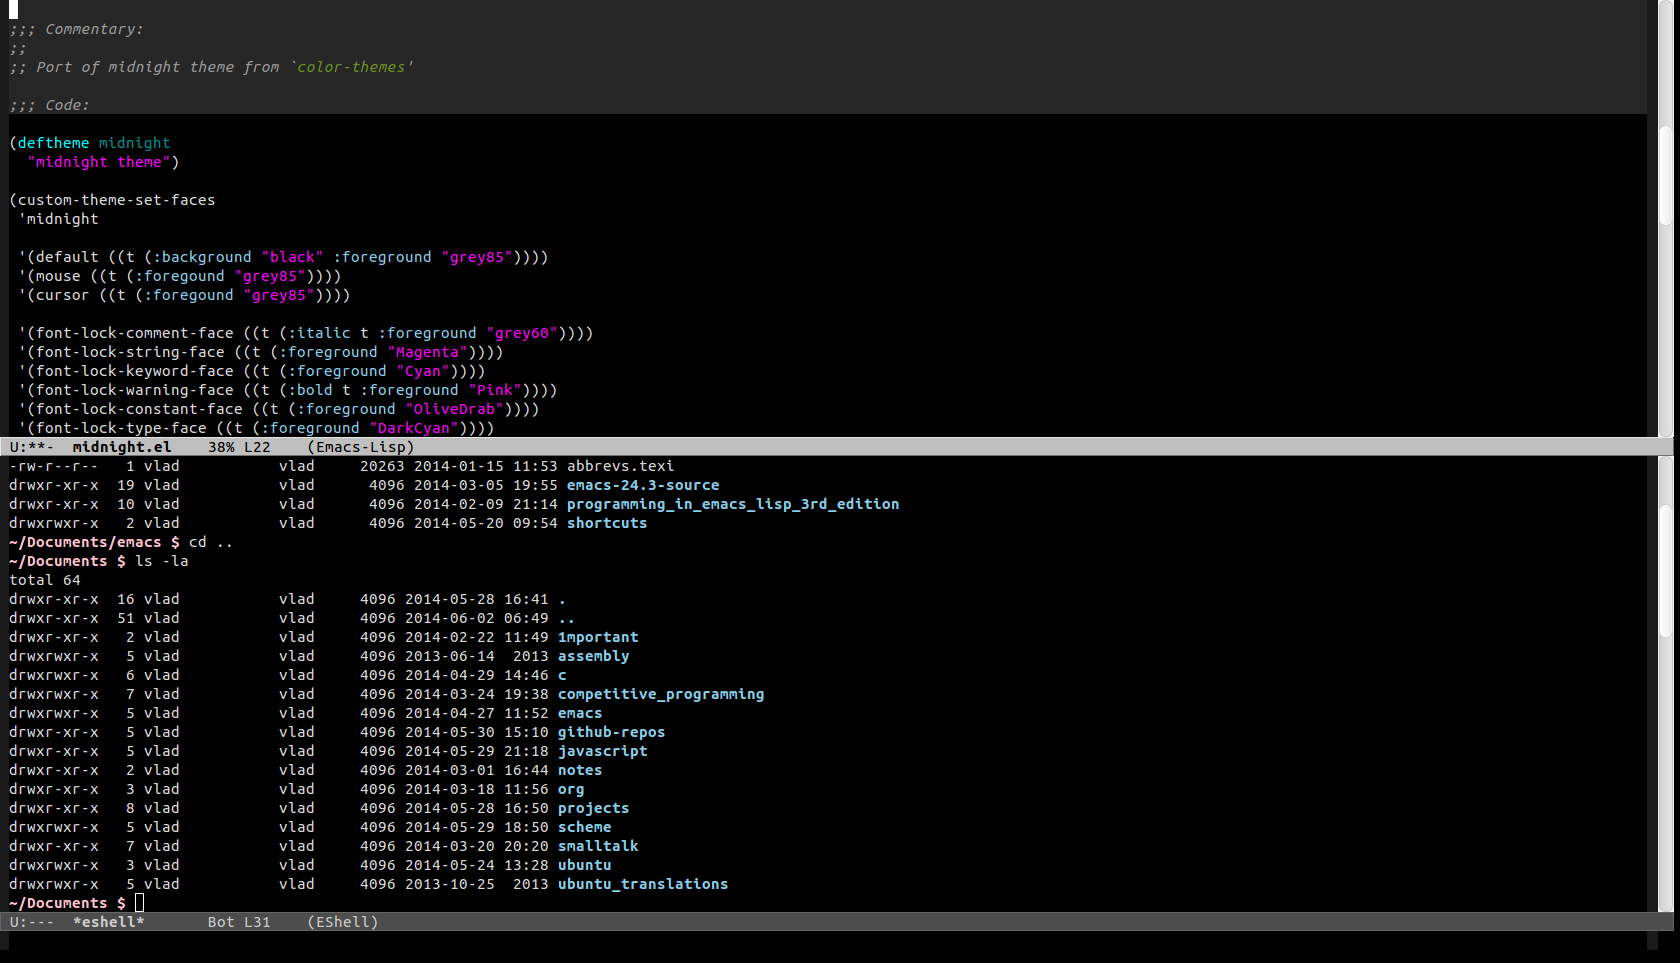 ;;; Commentary:
;;
;; Port of midnight theme from `color-themes'
;;; Code:
(deftheme midnight
  "midnight theme")
(custom-theme-set-faces
 'midnight
 '(default ((t (:background "black" :foreground "grey85"))))
 '(mouse ((t (:foregound "grey85"))))
 '(cursor ((t (:foregound "grey85"))))
 '(font-lock-comment-face ((t (:italic t :foreground "grey60"))))
 '(font-lock-string-face ((t (:foreground "Magenta"))))
 '(font-lock-keyword-face ((t (:foreground "Cyan"))))
 '(font-lock-warning-face ((t (:bold t :foreground "Pink"))))
 '(font-lock-constant-face ((t (:foreground "OliveDrab"))))
 '(font-lock-type-face ((t (:foreground "DarkCyan"))))
U:**-  midnight.el    38% L22    (Emacs-Lisp)
-rw-r--r--   1 vlad           vlad     20263 2014-01-15 11:53 abbrevs.texi
drwxr-xr-x  19 vlad           vlad      4096 2014-03-05 19:55 emacs-24.3-source
drwxr-xr-x  10 vlad           vlad      4096 2014-02-09 21:14 programming_in_emacs_lisp_3rd_edition
drwxrwxr-x   2 vlad           vlad      4096 2014-05-20 09:54 shortcuts
~/Documents/emacs $ cd ..
~/Documents $ ls -la
total 64
drwxr-xr-x  16 vlad           vlad     4096 2014-05-28 16:41 .
drwxr-xr-x  51 vlad           vlad     4096 2014-06-02 06:49 ..
drwxr-xr-x   2 vlad           vlad     4096 2014-02-22 11:49 1mportant
drwxrwxr-x   5 vlad           vlad     4096 2013-06-14  2013 assembly
drwxrwxr-x   6 vlad           vlad     4096 2014-04-29 14:46 c
drwxrwxr-x   7 vlad           vlad     4096 2014-03-24 19:38 competitive_programming
drwxrwxr-x   5 vlad           vlad     4096 2014-04-27 11:52 emacs
drwxrwxr-x   5 vlad           vlad     4096 2014-05-30 15:10 github-repos
drwxrwxr-x   5 vlad           vlad     4096 2014-05-29 21:18 javascript
drwxr-xr-x   2 vlad           vlad     4096 2014-03-01 16:44 notes
drwxr-xr-x   3 vlad           vlad     4096 2014-03-18 11:56 org
drwxr-xr-x   8 vlad           vlad     4096 2014-05-28 16:50 projects
drwxrwxr-x   5 vlad           vlad     4096 2014-05-29 18:50 scheme
drwxr-xr-x   7 vlad           vlad     4096 2014-03-20 20:20 smalltalk
drwxrwxr-x   3 vlad           vlad     4096 2014-05-24 13:28 ubuntu
drwxrwxr-x   5 vlad           vlad     4096 2013-10-25  2013 ubuntu_translations
~/Documents $
U:---  *eshell*       Bot L31    (EShell)